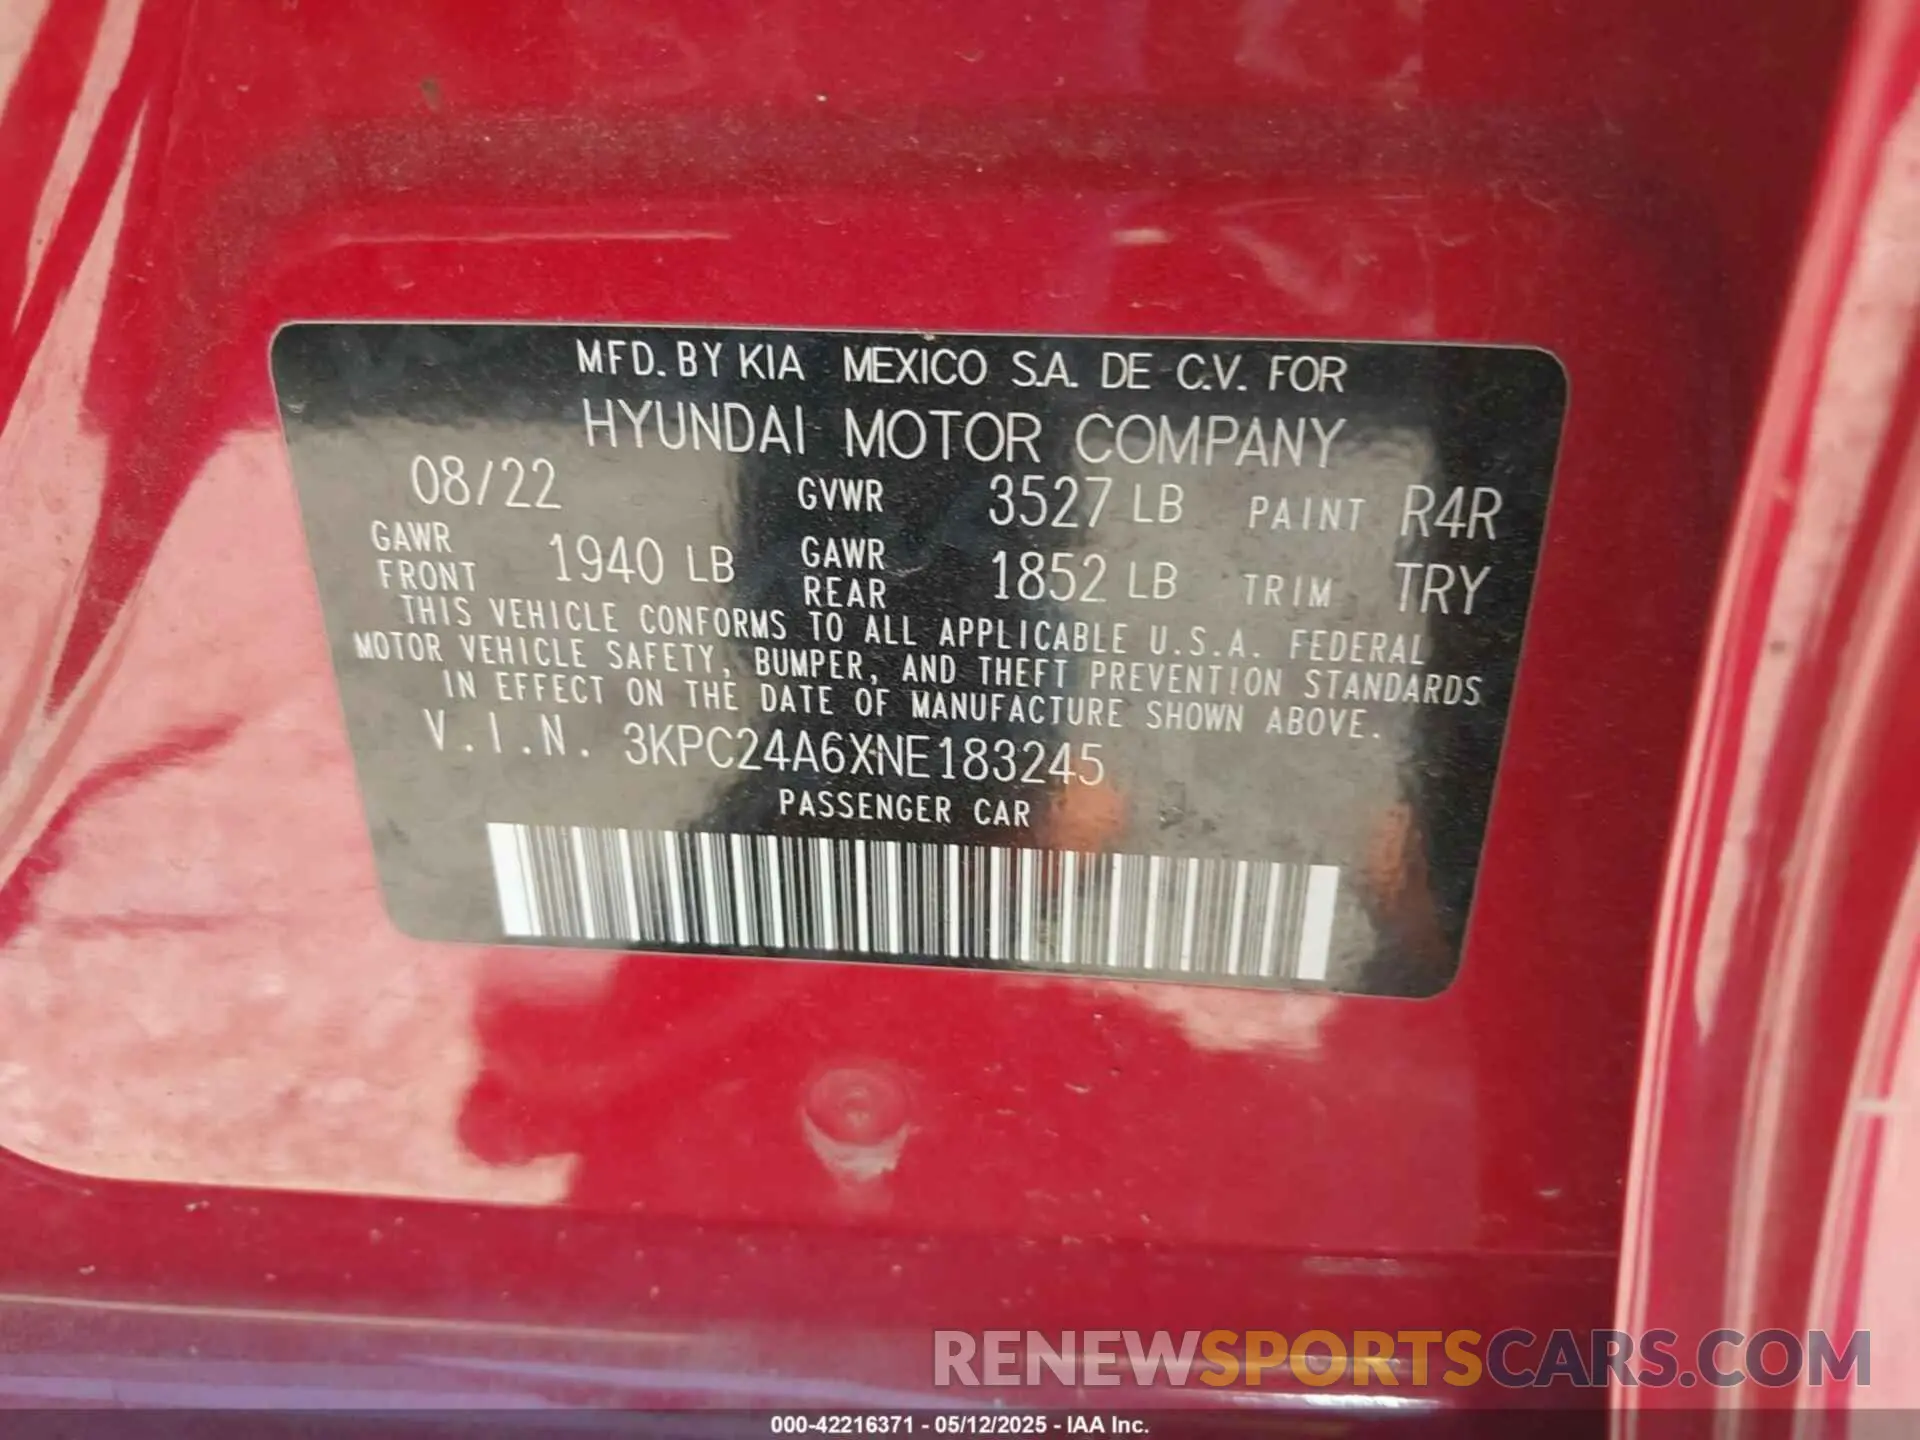 MFD. BY KIA MEXICO S.A. DE C.V. FOR
HYUNDAI MOTOR COMPANY
08/22 GVWR 3527 LB PAINT R4R
GAWR FRONT 1940 LB GAWR REAR 1852 LB TRIM TRY
THIS VEHICLE CONFORMS TO ALL APPLICABLE U.S.A. FEDERAL
MOTOR VEHICLE SAFETY, BUMPER, AND THEFT PREVENTION STANDARDS
IN EFFECT ON THE DATE OF MANUFACTURE SHOWN ABOVE.
V.I.N. 3KPC24A6XNE183245
PASSENGER CAR
RENEWSPORTSCARS.COM
000-42216371 - 05/12/2025 - IAA Inc.